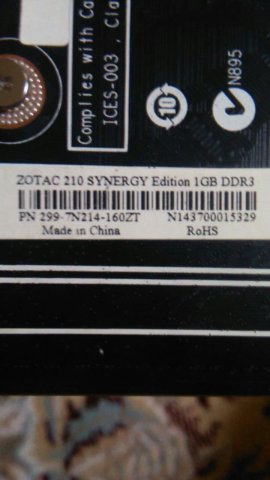 Complies with Ca
ICES-003 , Cla
10
N895
ZOTAC 210 SYNERGY Edition 1GB DDR3
PN 299-7N214-160ZT N143700015329
Made in China RoHS